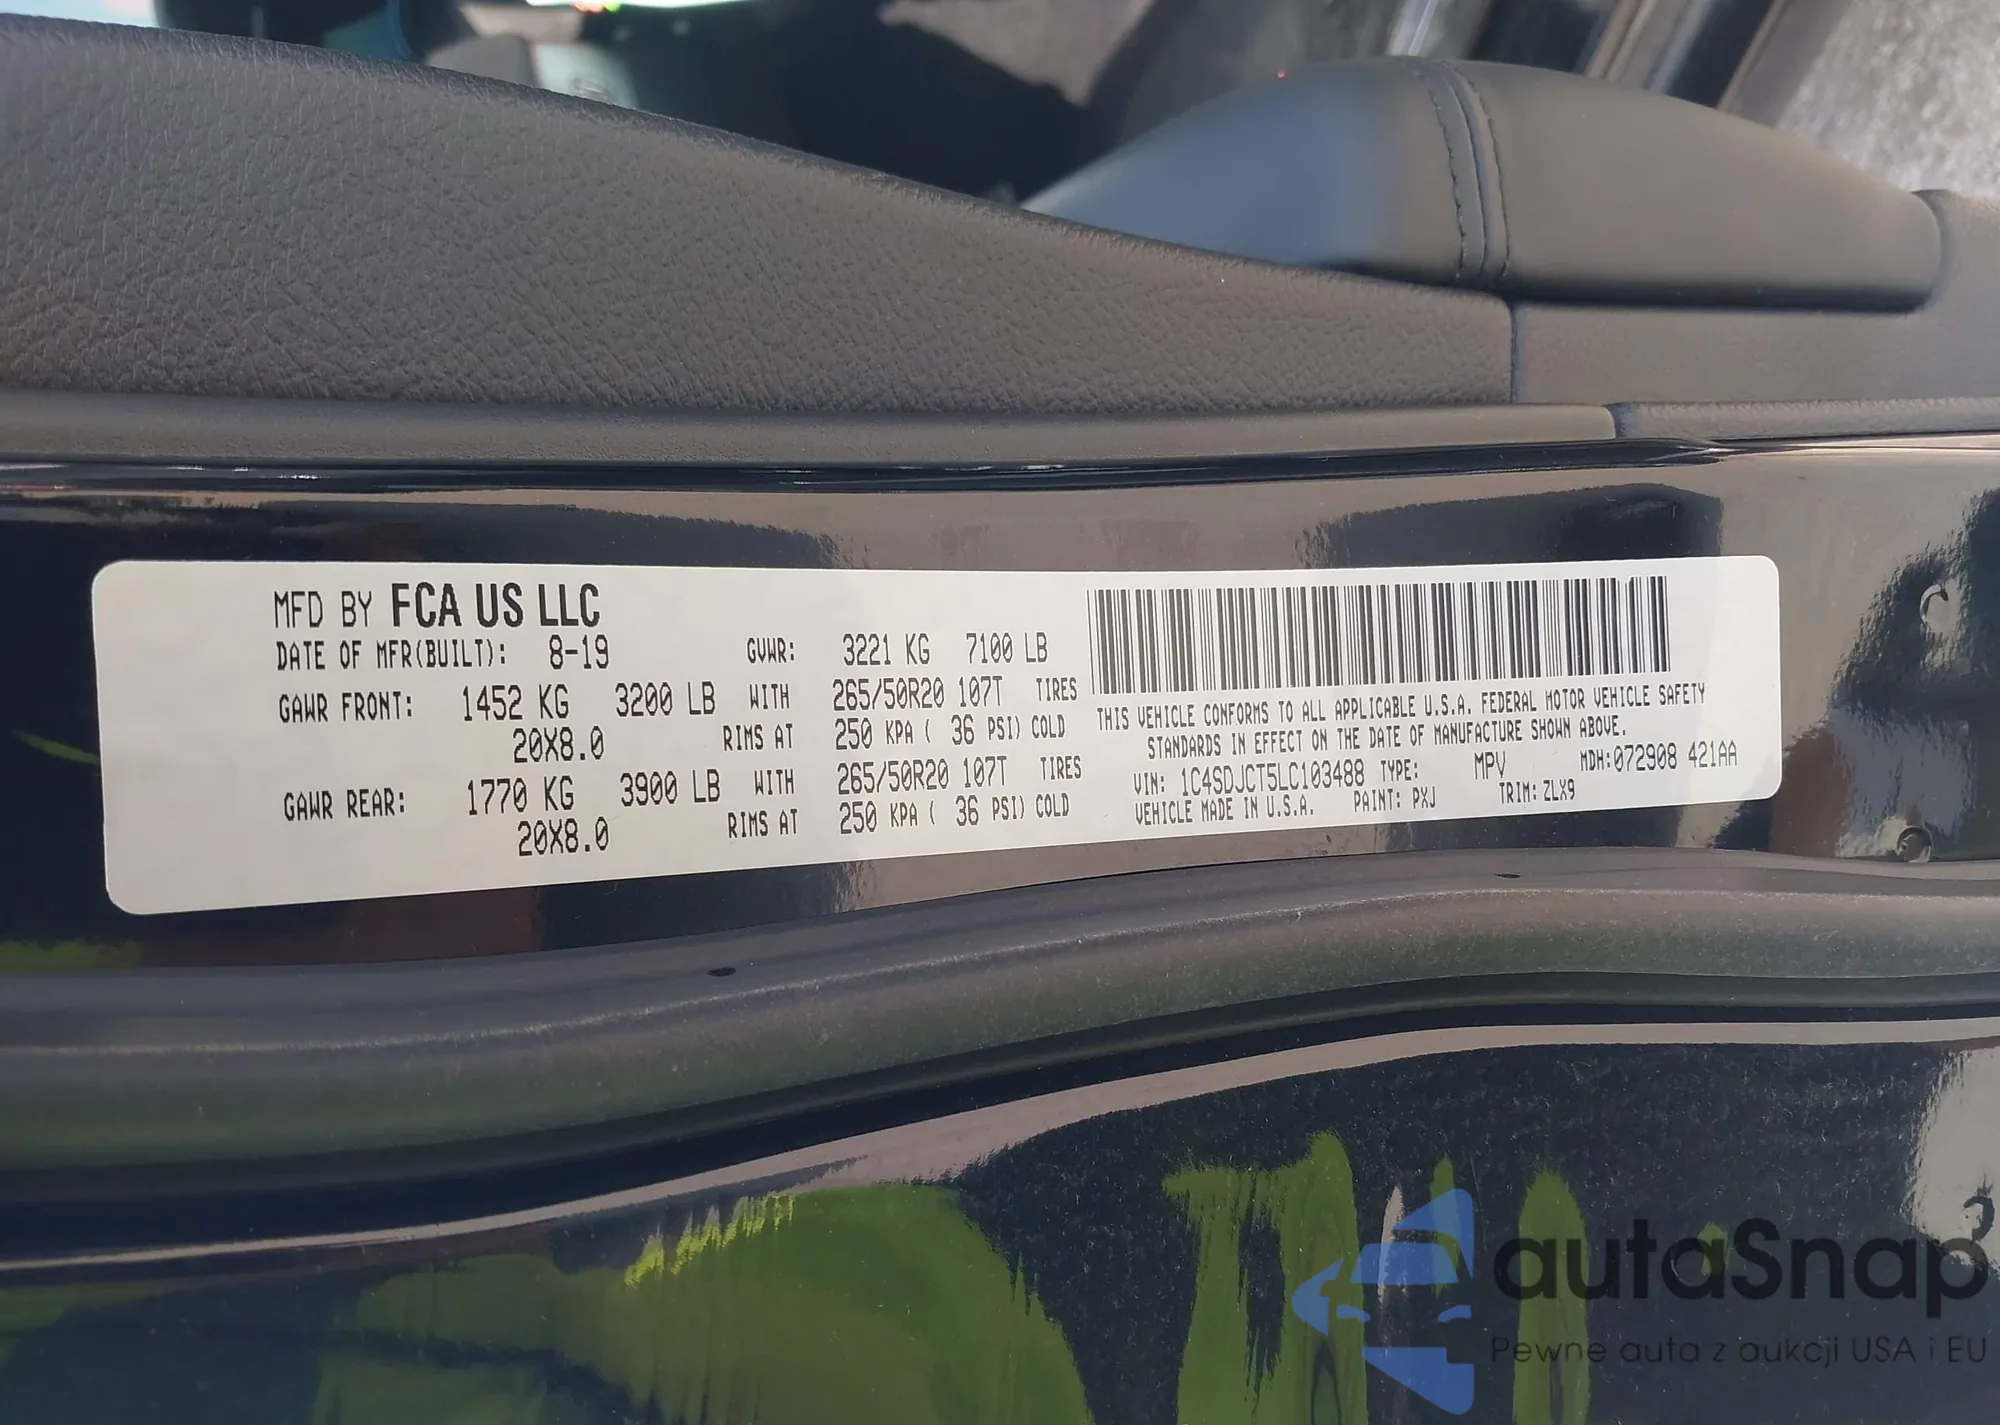 MFD BY FCA US LLC
DATE OF MFR(BUILT): 8-19 GVWR: 3221 KG 7100 LB
GAWR FRONT: 1452 KG 3200 LB WITH 265/50R20 107T TIRES
20X8.0 RIMS AT 250 KPA ( 36 PSI) COLD
GAWR REAR: 1770 KG 3900 LB WITH 265/50R20 107T TIRES
20X8.0 RIMS AT 250 KPA ( 36 PSI) COLD
THIS VEHICLE CONFORMS TO ALL APPLICABLE U.S.A. FEDERAL MOTOR VEHICLE SAFETY
STANDARDS IN EFFECT ON THE DATE OF MANUFACTURE SHOWN ABOVE.
VIN: 1C4SDJCT5LC103488 TYPE: MPV MDH:072908 421AA
VEHICLE MADE IN U.S.A. PAINT: PXJ TRIM: ZLX9
autaSnap
Pewne auta z aukcji USA i EU